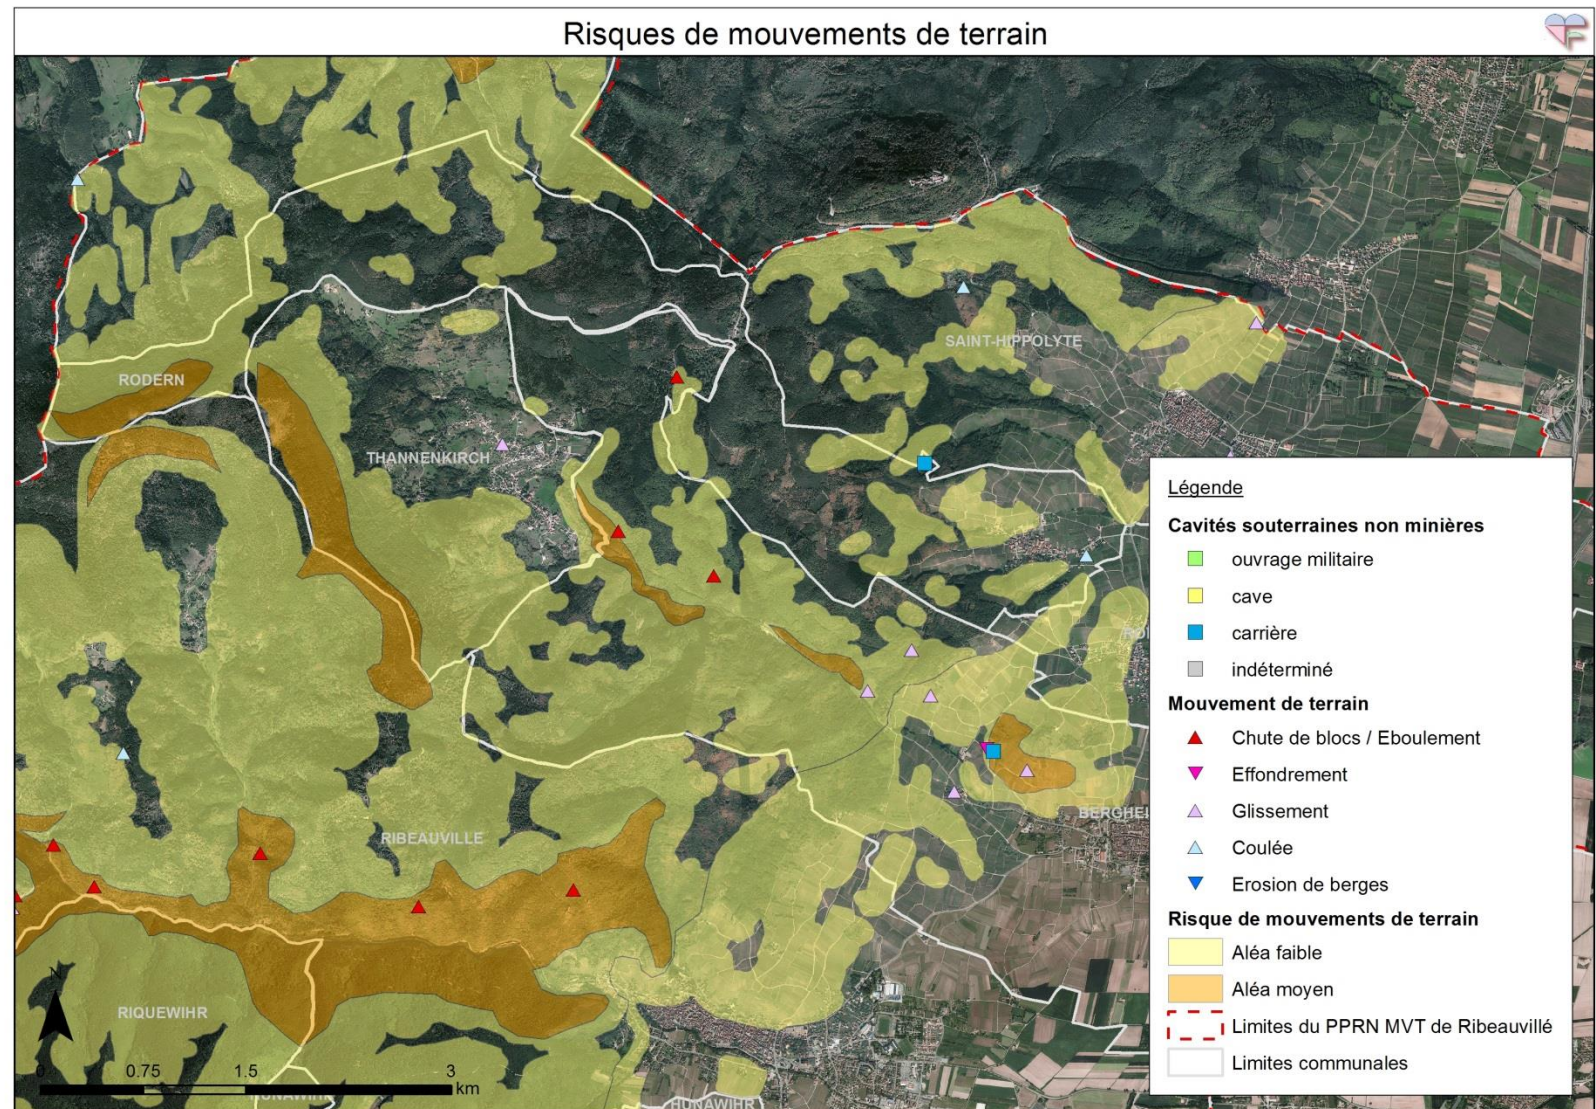 Risques de mouvements de terrain
SAINT-HIPPOLYTE
RODERN
THANNENKIRCH
BERGHEI
RIBEAUVILLE
RIQUEWIHR
HUNAWIHR
N
0 0.75 1.5 3
km
Légende
Cavités souterraines non minières
ouvrage militaire
cave
carrière
indéterminé
Mouvement de terrain
Chute de blocs / Eboulement
Effondrement
Glissement
Coulée
Erosion de berges
Risque de mouvements de terrain
Aléa faible
Aléa moyen
Limites du PPRN MVT de Ribeauvillé
Limites communales